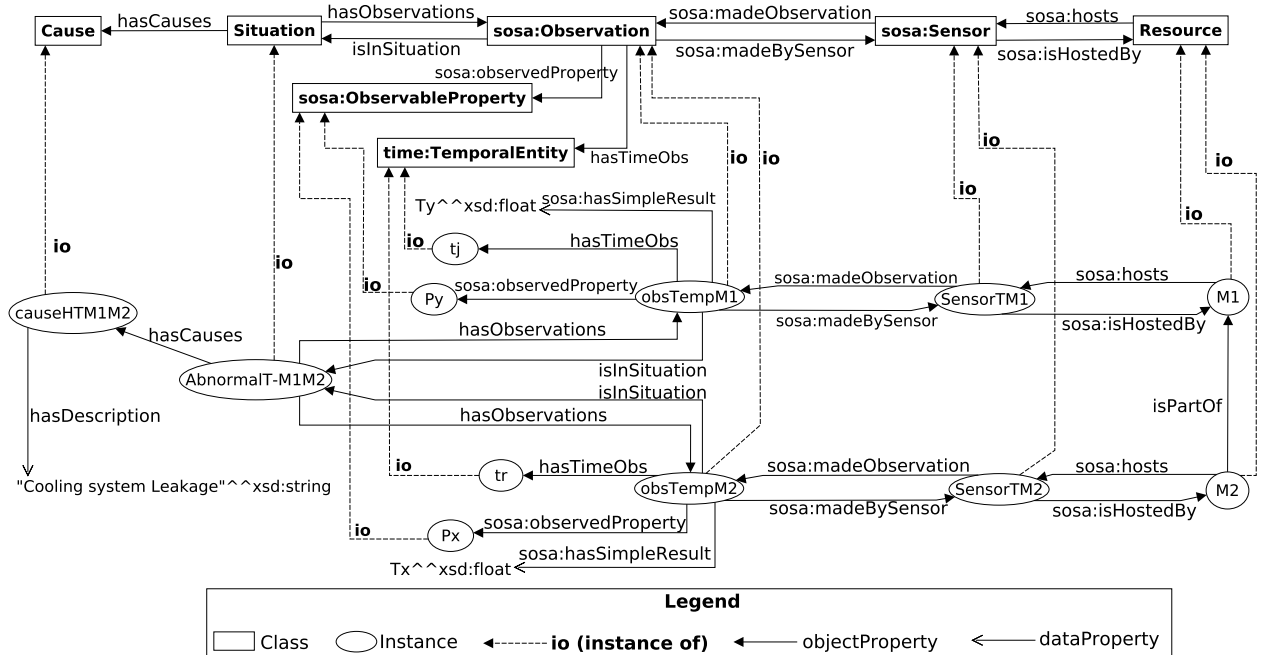 hasCauses
hasObservations
sosa:madeObservation
sosa:hosts
Cause
Situation
sosa:Observation
sosa:Sensor
Resource
isInSituation
sosa:madeBySensor
sosa:isHostedBy
sosa:observedProperty
sosa:ObservableProperty
time:TemporalEntity
hasTimeObs
io
io
io
io
io
Ty^^xsd:float
sosa:hasSimpleResult
io
io
tj
hasTimeObs
io
io
io
Py
sosa:observedProperty
obsTempM1
sosa:madeObservation
SensorTM1
sosa:hosts
M1
causeHTM1M2
sosa:madeBySensor
sosa:isHostedBy
hasCauses
hasObservations
isInSituation
AbnormalT-M1M2
isInSituation
hasDescription
hasObservations
isPartOf
io
tr
hasTimeObs
sosa:madeObservation
sosa:hosts
"Cooling system Leakage"^^xsd:string
obsTempM2
SensorTM2
M2
sosa:madeBySensor
sosa:isHostedBy
io
Px
sosa:observedProperty
Tx^^xsd:float
sosa:hasSimpleResult
Legend
Class
Instance
io (instance of)
objectProperty
dataProperty